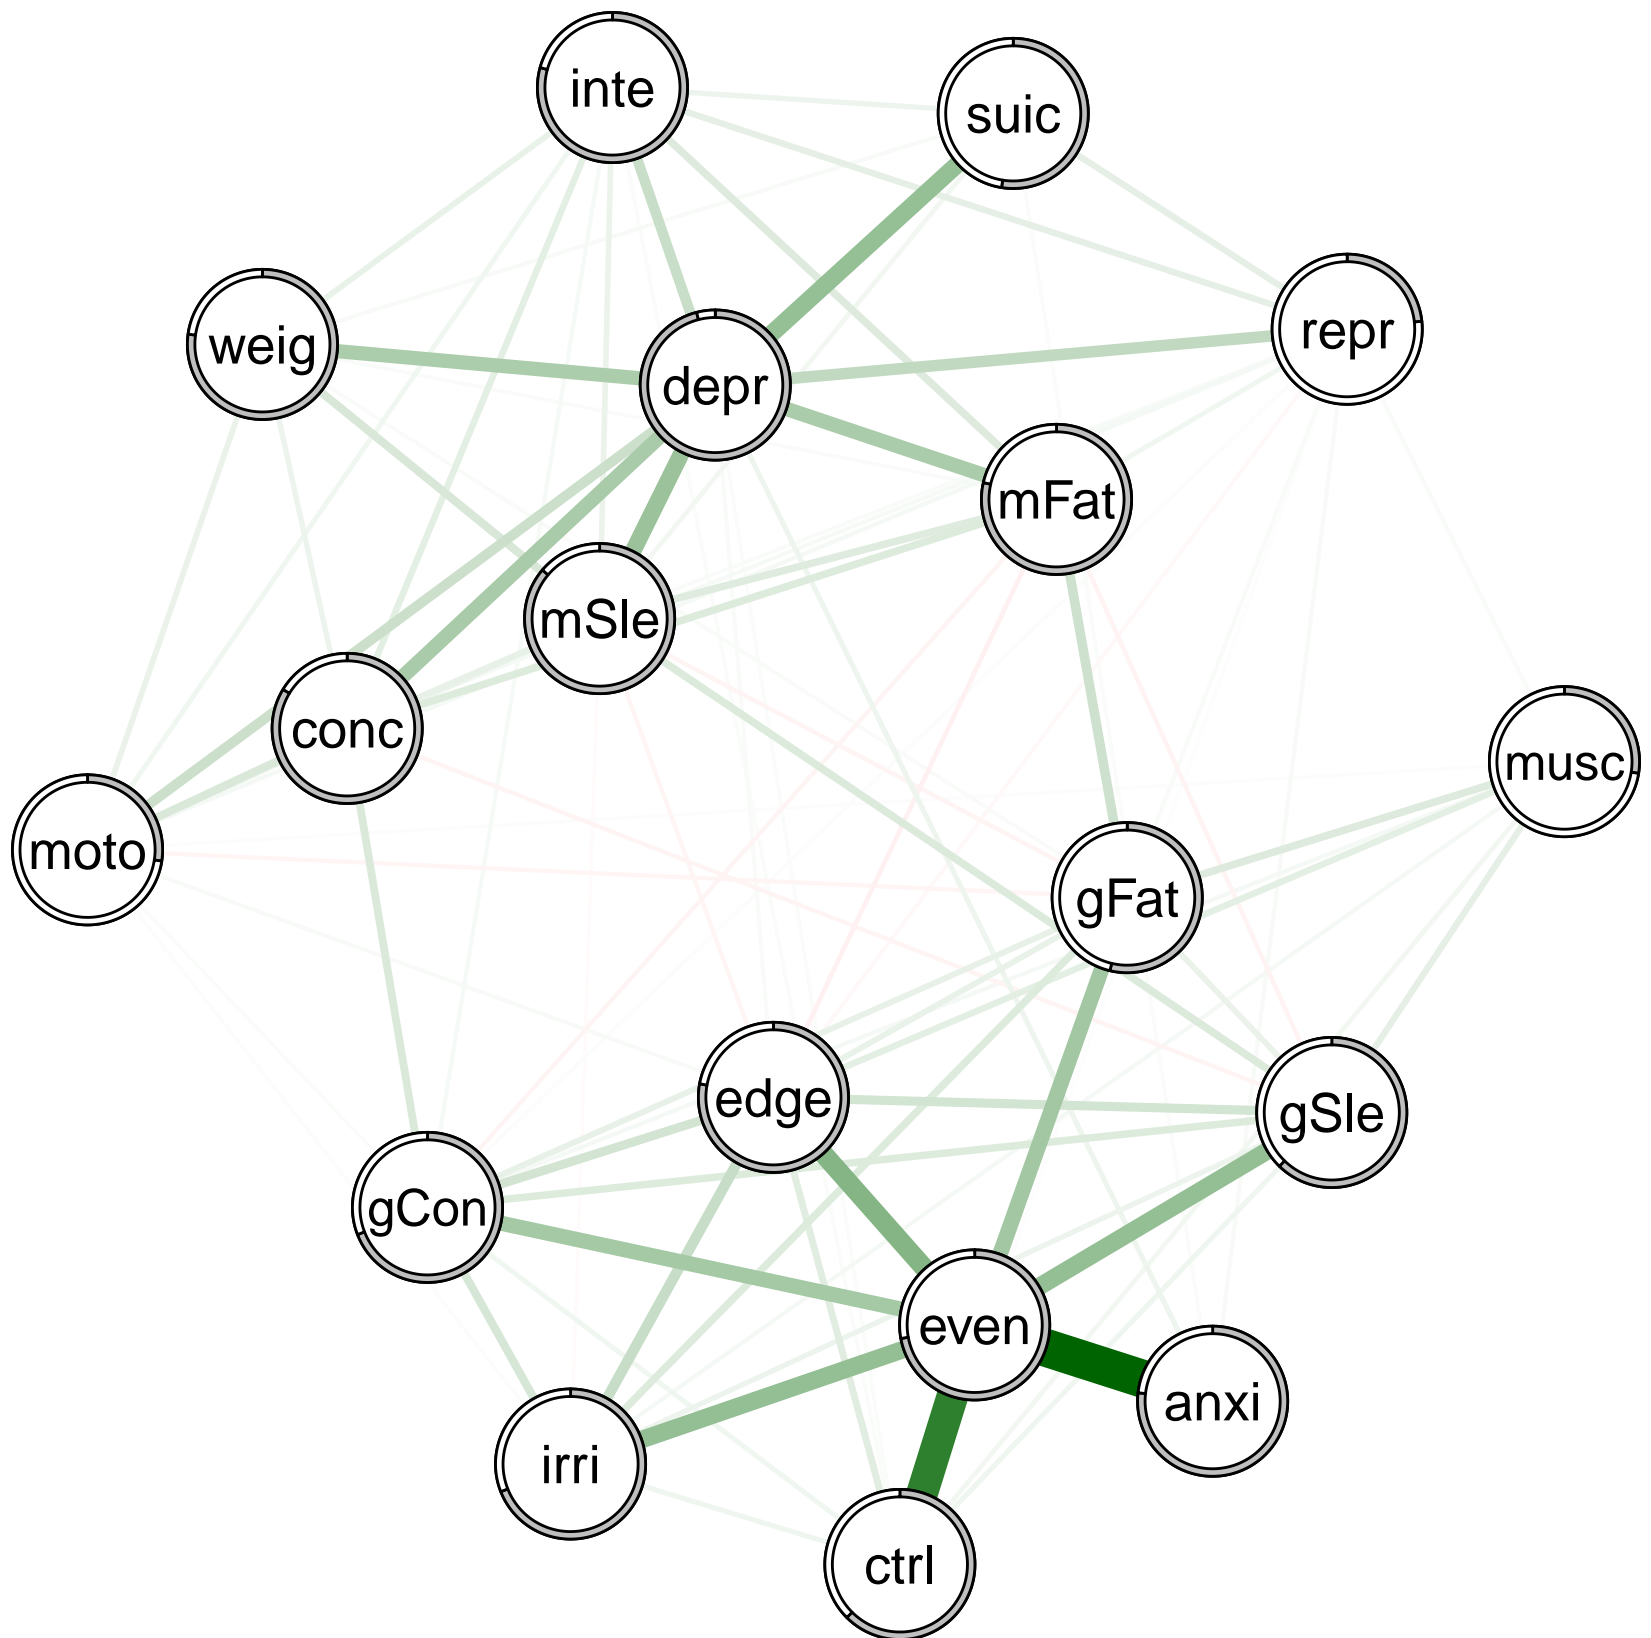 inte
suic
repr
weig
depr
mFat
mSle
conc
musc
moto
gFat
edge
gSle
gCon
even
anxi
irri
ctrl